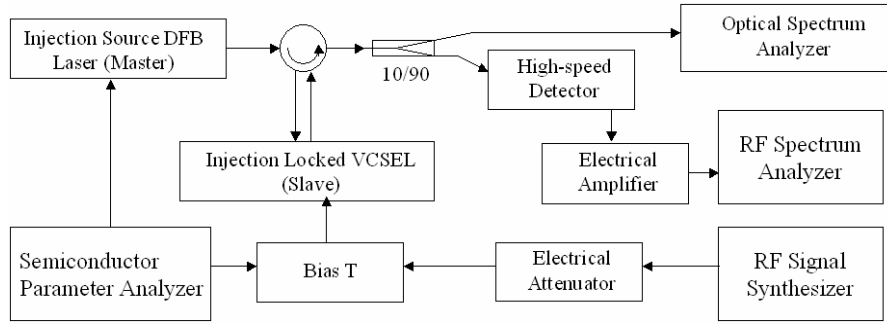 Injection Source DFB
Laser (Master)
Optical Spectrum
Analyzer
10/90
High-speed
Detector
Injection Locked VCSEL
(Slave)
Electrical
Amplifier
RF Spectrum
Analyzer
Semiconductor
Parameter Analyzer
Bias T
Electrical
Attenuator
RF Signal
Synthesizer